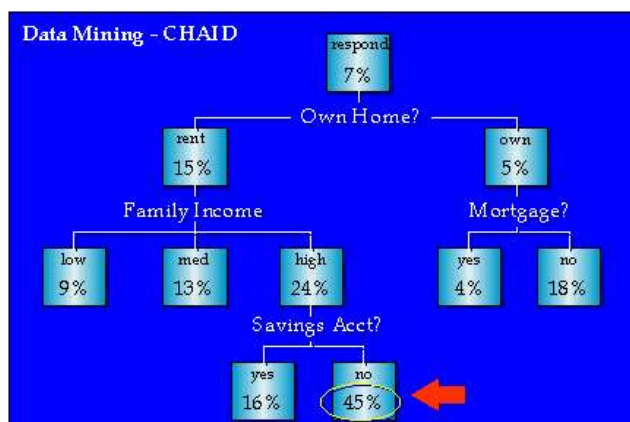 Data Mining - CHAID
respond
7%
Own Home?
rent
15%
own
5%
Family Income
Mortgage?
low
9%
med
13%
high
24%
yes
4%
no
18%
Savings Acct?
yes
16%
no
45%